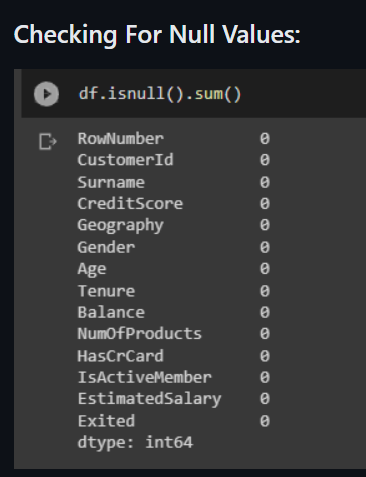 Checking For Null Values:
df.isnull().sum()
RowNumber 0
CustomerId 0
Surname 0
CreditScore 0
Geography 0
Gender 0
Age 0
Tenure 0
Balance 0
NumOfProducts 0
HasCrCard 0
IsActiveMember 0
EstimatedSalary 0
Exited 0
dtype: int64